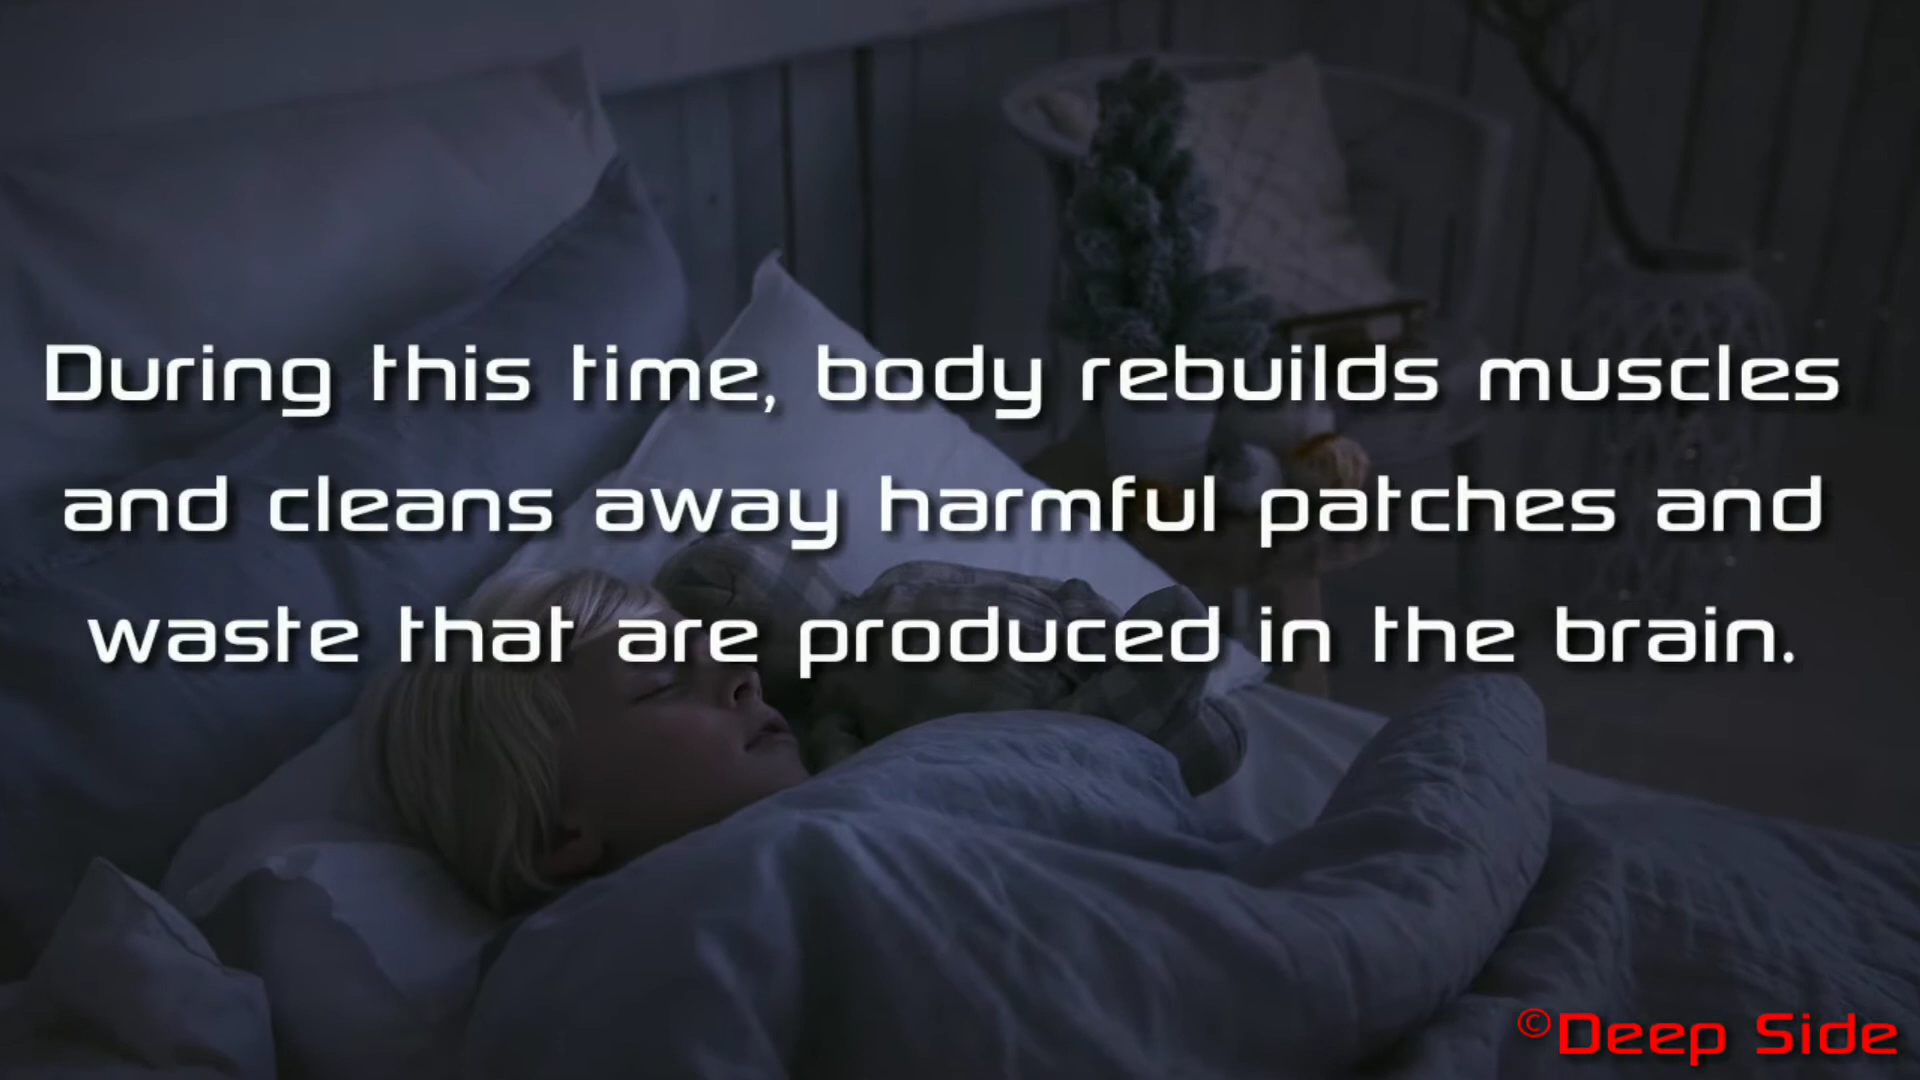 During this time, body rebuilds muscles
and cleans away harmful patches and
waste that are produced in the brain.
©Deep Side